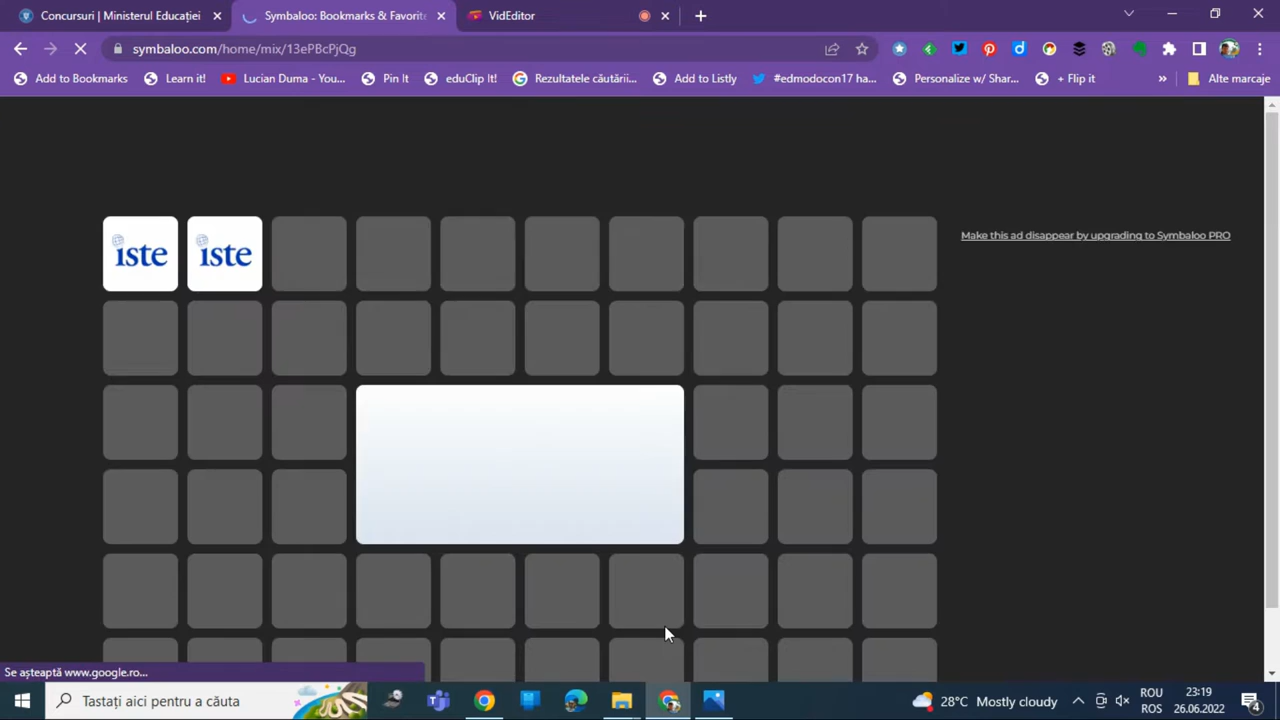 Concursuri | Ministerul Educației
Symbaloo: Bookmarks & Favorite
VidEditor
symbaloo.com/home/mix/13ePBcPjQg
Add to Bookmarks
Learn it!
Lucian Duma - You...
Pin It
eduClip It!
Rezultatele căutării...
Add to Listly
#edmodocon17 ha...
Personalize w/ Shar...
+ Flip it
»
Alte marcaje
iste
iste
Make this ad disappear by upgrading to Symbaloo PRO
Se așteaptă www.google.ro...
Tastați aici pentru a căuta
28°C Mostly cloudy
ROU
ROS
23:19
26.06.2022
4